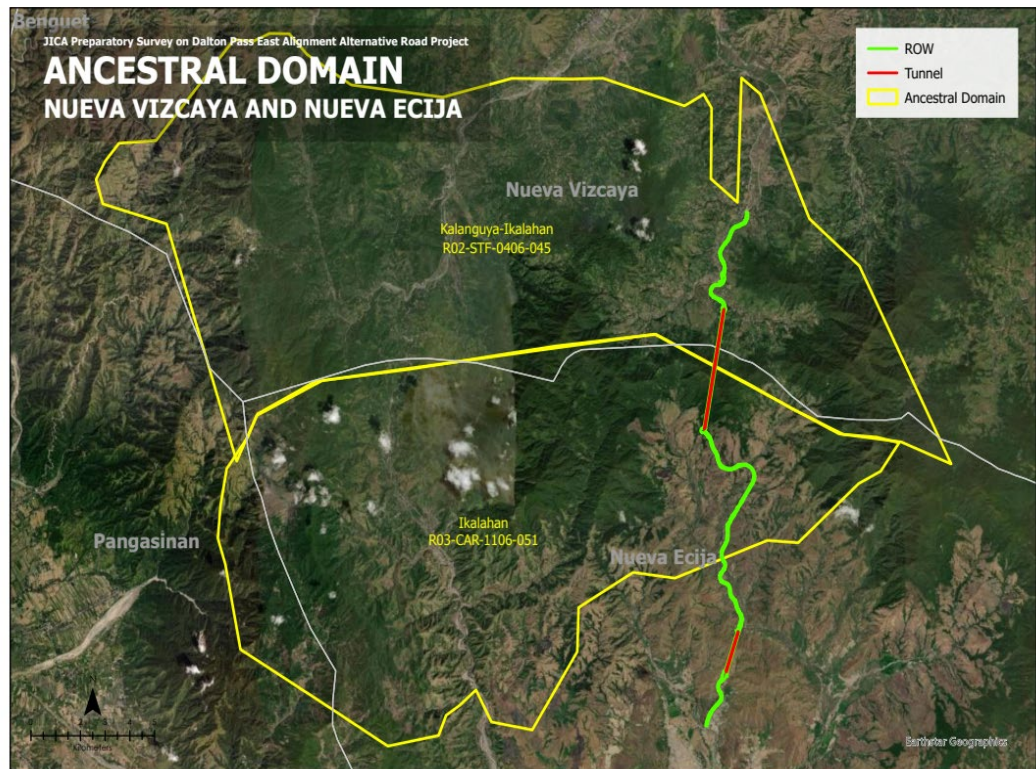 Benguet
JICA Preparatory Survey on Dalton Pass East Alignment Alternative Road Project
ANCESTRAL DOMAIN
NUEVA VIZCAYA AND NUEVA ECIJA
ROW
Tunnel
Ancestral Domain
Nueva Vizcaya
Kalanguya-Ikalahan
R02-STF-0406-045
Ikalahan
R03-CAR-1106-051
Pangasinan
Nueva Ecija
N
Kilometers
Earthstar Geographics